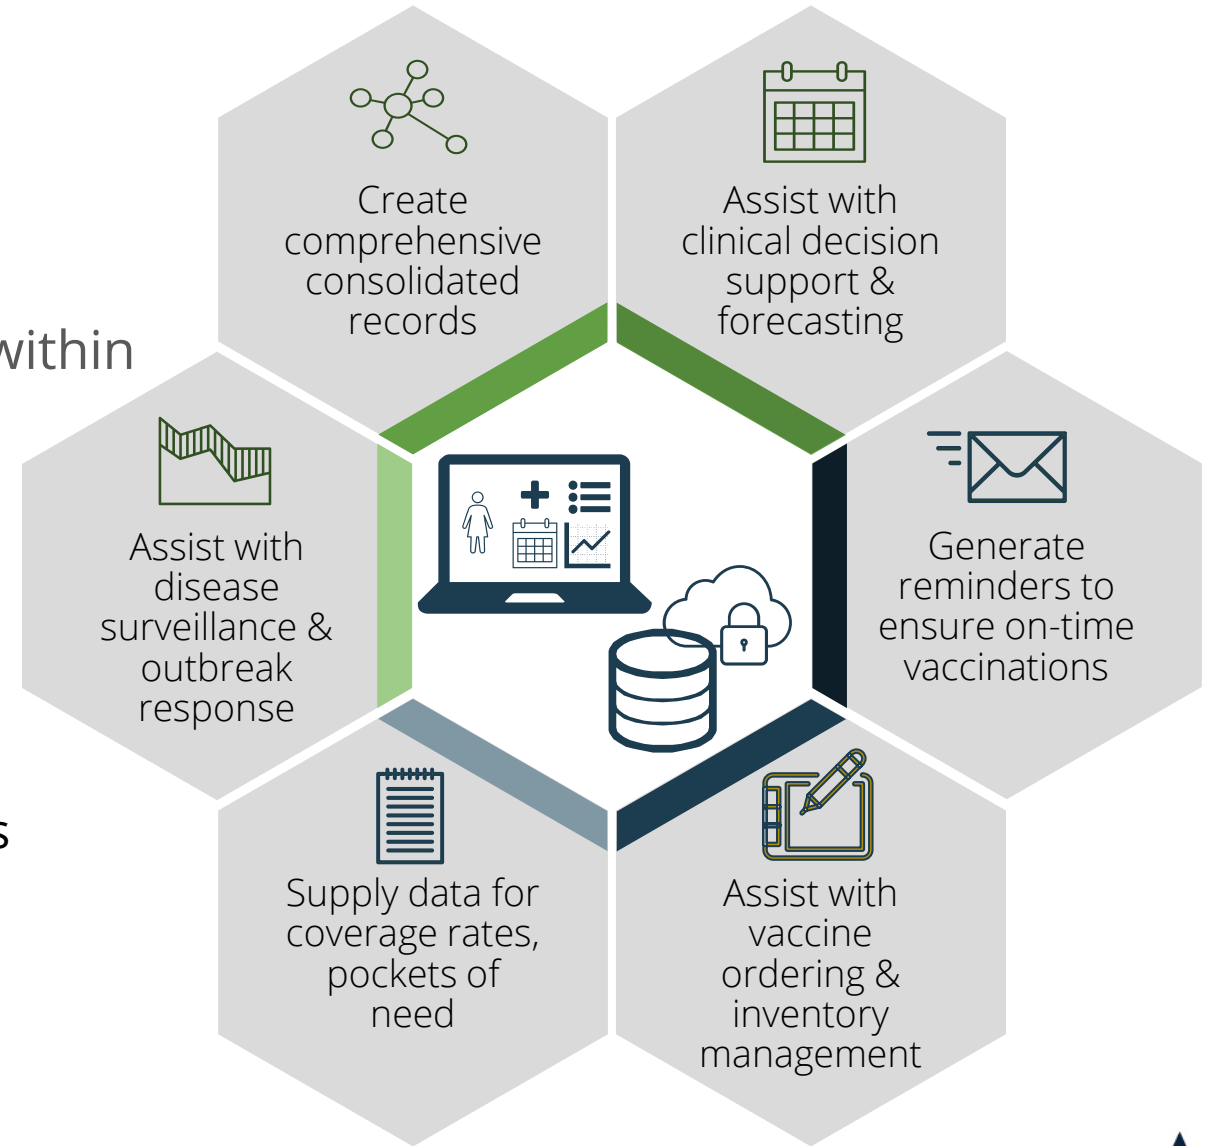 Create
comprehensive
consolidated
records
Assist with
clinical decision
support &
forecasting
within
Assist with
disease
surveillance &
outbreak
response
Generate
reminders to
ensure on-time
vaccinations
s
Supply data for
coverage rates,
pockets of
need
Assist with
vaccine
ordering &
inventory
management